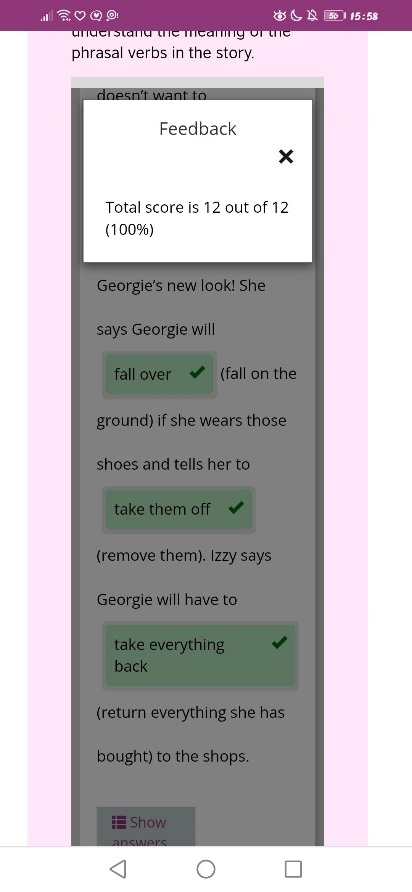 50 15:58
understand the meaning of the
phrasal verbs in the story.
doesn't want to
Feedback
Total score is 12 out of 12
(100%)
Georgie's new look! She
says Georgie will
fall over (fall on the
ground) if she wears those
shoes and tells her to
take them off
(remove them). Izzy says
Georgie will have to
take everything
back
(return everything she has
bought) to the shops.
Show
answers